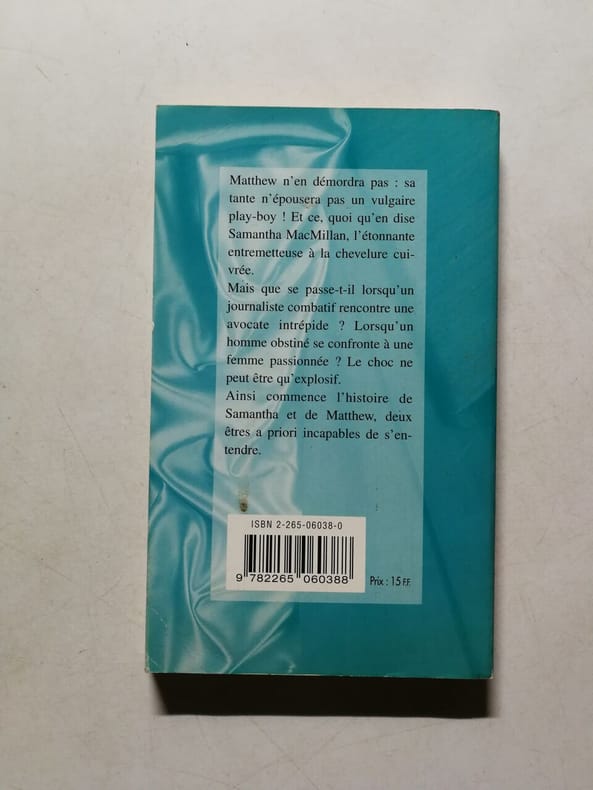 Matthew n'en démordra pas : sa
tante n'épousera pas un vulgaire
play-boy ! Et ce, quoi qu'en dise
Samantha MacMillan, l'étonnante
entremetteuse à la chevelure cui-
vrée.
Mais que se passe-t-il lorsqu'un
journaliste combatif rencontre une
avocate intrépide ? Lorsqu'un
homme obstiné se confronte à une
femme passionnée ? Le choc ne
peut être qu'explosif.
Ainsi commence l'histoire de
Samantha et de Matthew, deux
êtres a priori incapables de s'en-
tendre.
ISBN 2-265-06038-0
9 782265 060388
Prix : 15 F.F.